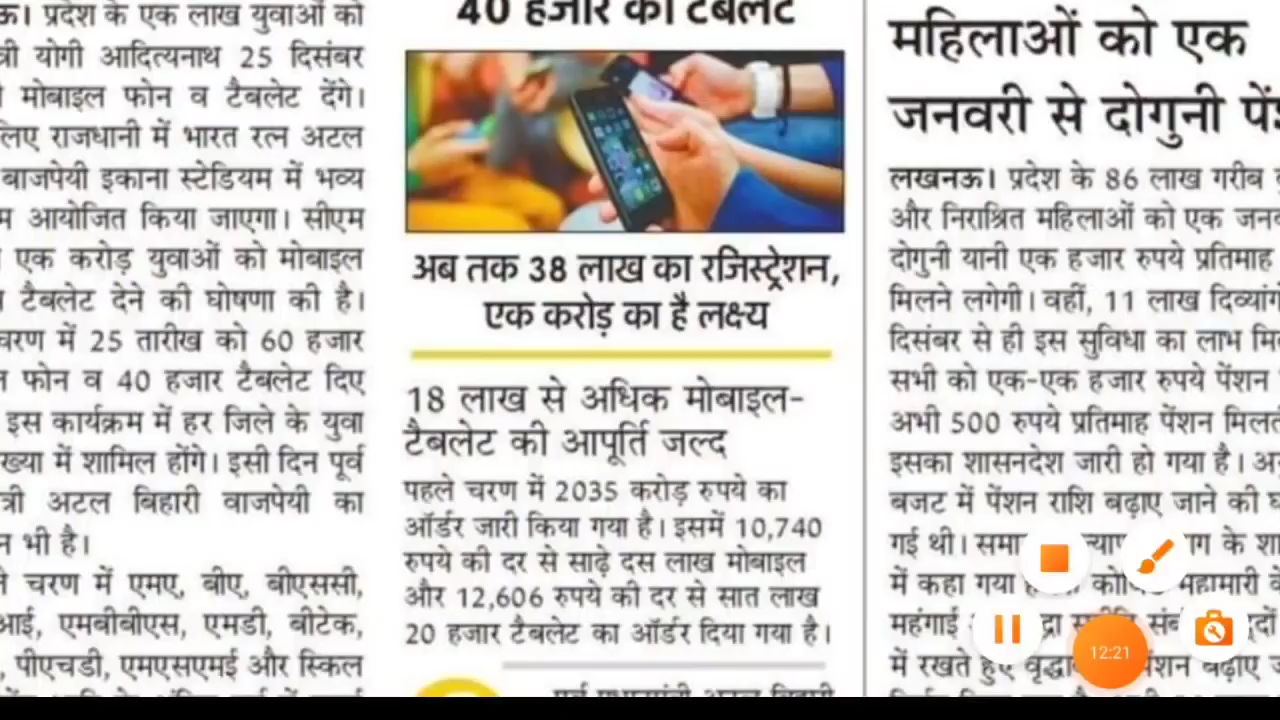 ऊ। प्रदेश के एक लाख युवाओं को
त्री योगी आदित्यनाथ 25 दिसंबर
मोबाइल फोन व टैबलेट देंगे।
लिए राजधानी में भारत रत्न अटल
बाजपेयी इकाना स्टेडियम में भव्य
म आयोजित किया जाएगा। सीएम
एक करोड़ युवाओं को मोबाइल
टैबलेट देने की घोषणा की है।
चरण में 25 तारीख को 60 हजार
फोन व 40 हजार टैबलेट दिए
इस कार्यक्रम में हर जिले के युवा
ख्या में शामिल होंगे। इसी दिन पूर्व
त्री अटल बिहारी वाजपेयी का
न भी है।
चरण में एमए, बीए, बीएससी,
आई, एमबीबीएस, एमडी, बीटेक,
, पीएचडी, एमएसएमई और स्किल
40 हजार को टैबलेट
अब तक 38 लाख का रजिस्ट्रेशन,
एक करोड़ का है लक्ष्य
18 लाख से अधिक मोबाइल-
टैबलेट की आपूर्ति जल्द
पहले चरण में 2035 करोड़ रुपये का
ऑर्डर जारी किया गया है। इसमें 10,740
रुपये की दर से साढ़े दस लाख मोबाइल
और 12,606 रुपये की दर से सात लाख
20 हजार टैबलेट का ऑर्डर दिया गया है।
महिलाओं को एक
जनवरी से दोगुनी
लखनऊ। प्रदेश के 86 लाख गरीब
और निराश्रित महिलाओं को एक जन
दोगुनी यानी एक हजार रुपये प्रतिमाह
मिलने लगेगी। वहीं, 11 लाख दिव्यांग
दिसंबर से ही इस सुविधा का लाभ मि
सभी को एक-एक हजार रुपये पेंशन
अभी 500 रुपये प्रतिमाह पेंशन मिलत
इसका शासनदेश जारी हो गया है।
बजट में पेंशन राशि बढ़ाए जाने की
गई थी। समा ग के शा
में कहा गया महामारी
महंगाई
में रखते हुए पेंशन बढ़ाए
12:21